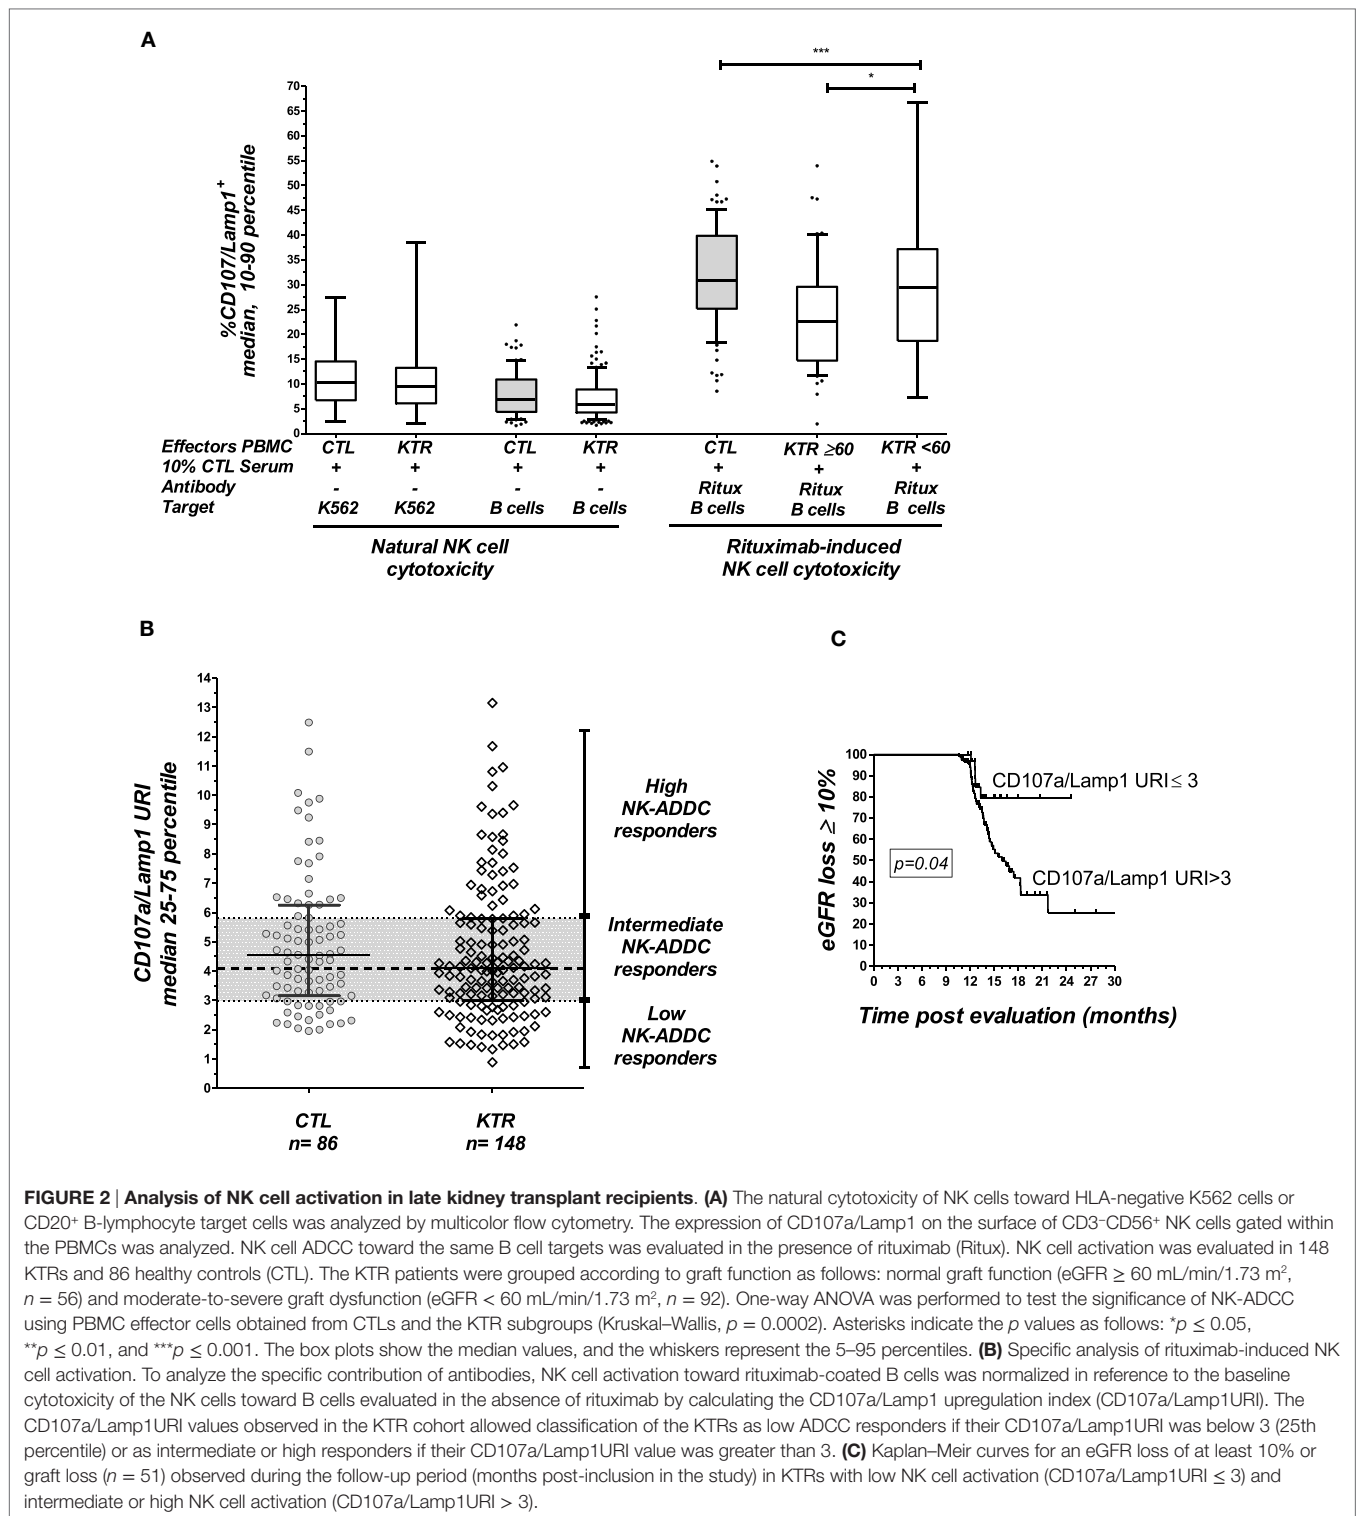 A
***
*
70
65
60
55
50
45
40
35
30
25
20
15
10
5
0
%CD107/Lamp1+
median, 10-90 percentile
Effectors PBMC CTL KTR CTL KTR CTL KTR ≥60 KTR <60
10% CTL Serum + + + + + + +
Antibody - - - - Ritux Ritux Ritux
Target K562 K562 B cells B cells B cells B cells B cells
Natural NK cell
cytotoxicity
Rituximab-induced
NK cell cytotoxicity
B
14
13
12
11
10
9
8
7
6
5
4
3
2
1
0
CD107a/Lamp1 URI
median 25-75 percentile
High
NK-ADDC
responders
Intermediate
NK-ADDC
responders
Low
NK-ADDC
responders
CTL
n= 86
KTR
n= 148
C
100
90
80
70
60
50
40
30
20
10
0
eGFR loss ≥ 10%
CD107a/Lamp1 URI≤ 3
p=0.04
CD107a/Lamp1 URI>3
0 3 6 9 12 15 18 21 24 27 30
Time post evaluation (months)
FIGURE 2 | Analysis of NK cell activation in late kidney transplant recipients. (A) The natural cytotoxicity of NK cells toward HLA-negative K562 cells or
CD20+ B-lymphocyte target cells was analyzed by multicolor flow cytometry. The expression of CD107a/Lamp1 on the surface of CD3−CD56+ NK cells gated within
the PBMCs was analyzed. NK cell ADCC toward the same B cell targets was evaluated in the presence of rituximab (Ritux). NK cell activation was evaluated in 148
KTRs and 86 healthy controls (CTL). The KTR patients were grouped according to graft function as follows: normal graft function (eGFR ≥ 60 mL/min/1.73 m²,
n = 56) and moderate-to-severe graft dysfunction (eGFR < 60 mL/min/1.73 m², n = 92). One-way ANOVA was performed to test the significance of NK-ADCC
using PBMC effector cells obtained from CTLs and the KTR subgroups (Kruskal–Wallis, p = 0.0002). Asterisks indicate the p values as follows: *p ≤ 0.05,
**p ≤ 0.01, and ***p ≤ 0.001. The box plots show the median values, and the whiskers represent the 5–95 percentiles. (B) Specific analysis of rituximab-induced NK
cell activation. To analyze the specific contribution of antibodies, NK cell activation toward rituximab-coated B cells was normalized in reference to the baseline
cytotoxicity of the NK cells toward B cells evaluated in the absence of rituximab by calculating the CD107a/Lamp1 upregulation index (CD107a/Lamp1URI). The
CD107a/Lamp1URI values observed in the KTR cohort allowed classification of the KTRs as low ADCC responders if their CD107a/Lamp1URI was below 3 (25th
percentile) or as intermediate or high responders if their CD107a/Lamp1URI value was greater than 3. (C) Kaplan–Meir curves for an eGFR loss of at least 10% or
graft loss (n = 51) observed during the follow-up period (months post-inclusion in the study) in KTRs with low NK cell activation (CD107a/Lamp1URI ≤ 3) and
intermediate or high NK cell activation (CD107a/Lamp1URI > 3).